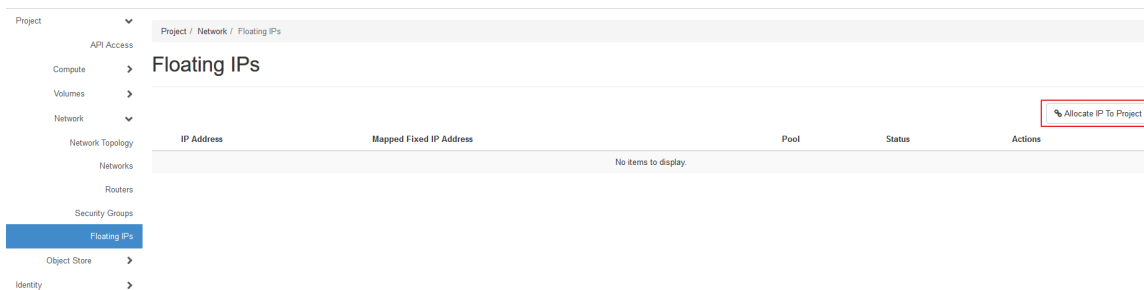 Project
API Access
Compute
Volumes
Network
Network Topology
Networks
Routers
Security Groups
Floating IPs
Object Store
Identity
Project / Network / Floating IPs
Floating IPs
Allocate IP To Project
IP Address Mapped Fixed IP Address Pool Status Actions
No items to display.